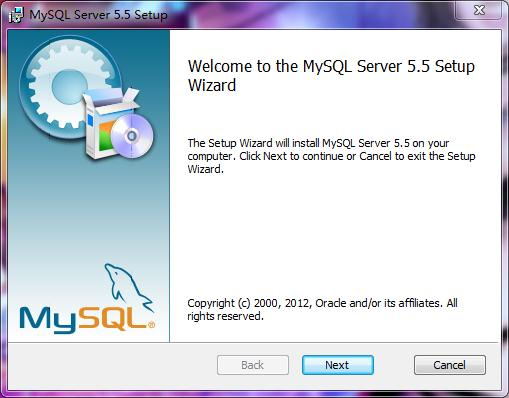 MySQL Server 5.5 Setup
Welcome to the MySQL Server 5.5 Setup
Wizard
The Setup Wizard will install MySQL Server 5.5 on your
computer. Click Next to continue or Cancel to exit the Setup
Wizard.
MySQL®
Copyright (c) 2000, 2012, Oracle and/or its affiliates. All
rights reserved.
Back
Next
Cancel